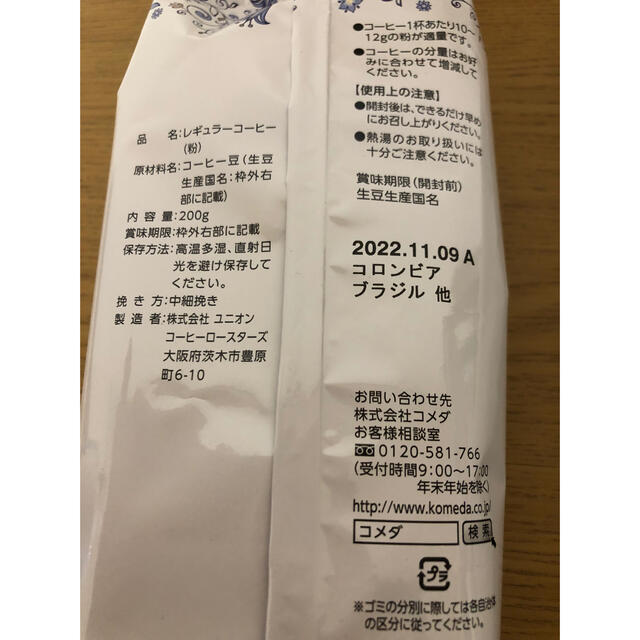 品 名:レギュラーコーヒー
(粉)
原材料名:コーヒー豆(生豆
生産国名:枠外右
部に記載)
内 容 量:200g
賞味期限:枠外右部に記載
保存方法:高温多湿、直射日
光を避け保存して
ください。
挽 き 方:中細挽き
製 造 者:株式会社 ユニオン
コーヒーロースターズ
大阪府茨木市豊原
町6-10
●コーヒー1杯あたり10〜
12gの粉が適量です。
●コーヒーの分量はお好
みに合わせて増減して
ください。
【使用上の注意】
●開封後は、できるだけ早め
にお召し上がりください。
●熱湯のお取り扱いには
十分ご注意ください。
賞味期限(開封前)
生豆生産国名
2022.11.09 A
コロンビア
ブラジル 他
お問い合わせ先
株式会社コメダ
お客様相談室
0120-581-766
(受付時間9:00〜17:00
年末年始を除く)
http://www.komeda.co.jp/
コメダ 検索
プラ
※ゴミの分別に際しては各自治体
の区分に従ってください。